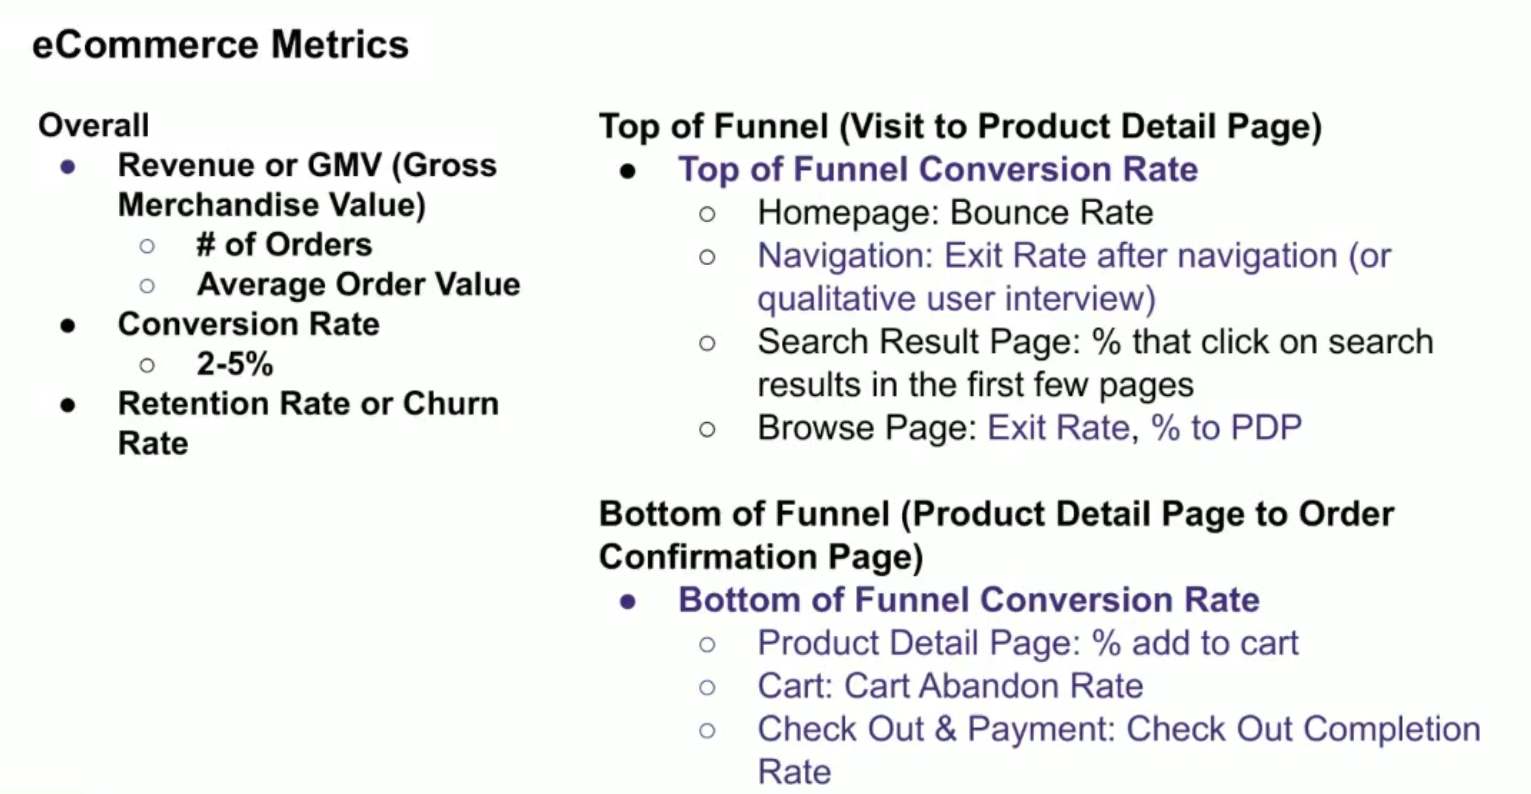 eCommerce Metrics
Overall
● Revenue or GMV (Gross
Merchandise Value)
○ # of Orders
○ Average Order Value
● Conversion Rate
○ 2-5%
● Retention Rate or Churn
Rate
Top of Funnel (Visit to Product Detail Page)
● Top of Funnel Conversion Rate
○ Homepage: Bounce Rate
○ Navigation: Exit Rate after navigation (or
qualitative user interview)
○ Search Result Page: % that click on search
results in the first few pages
○ Browse Page: Exit Rate, % to PDP
Bottom of Funnel (Product Detail Page to Order
Confirmation Page)
● Bottom of Funnel Conversion Rate
○ Product Detail Page: % add to cart
○ Cart: Cart Abandon Rate
○ Check Out & Payment: Check Out Completion
Rate